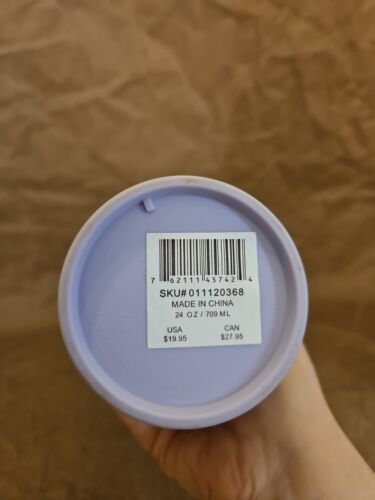 7 62111 45742 4
SKU# 011120368
MADE IN CHINA
24 OZ / 709 ML
USA CAN
$19.95 $27.95